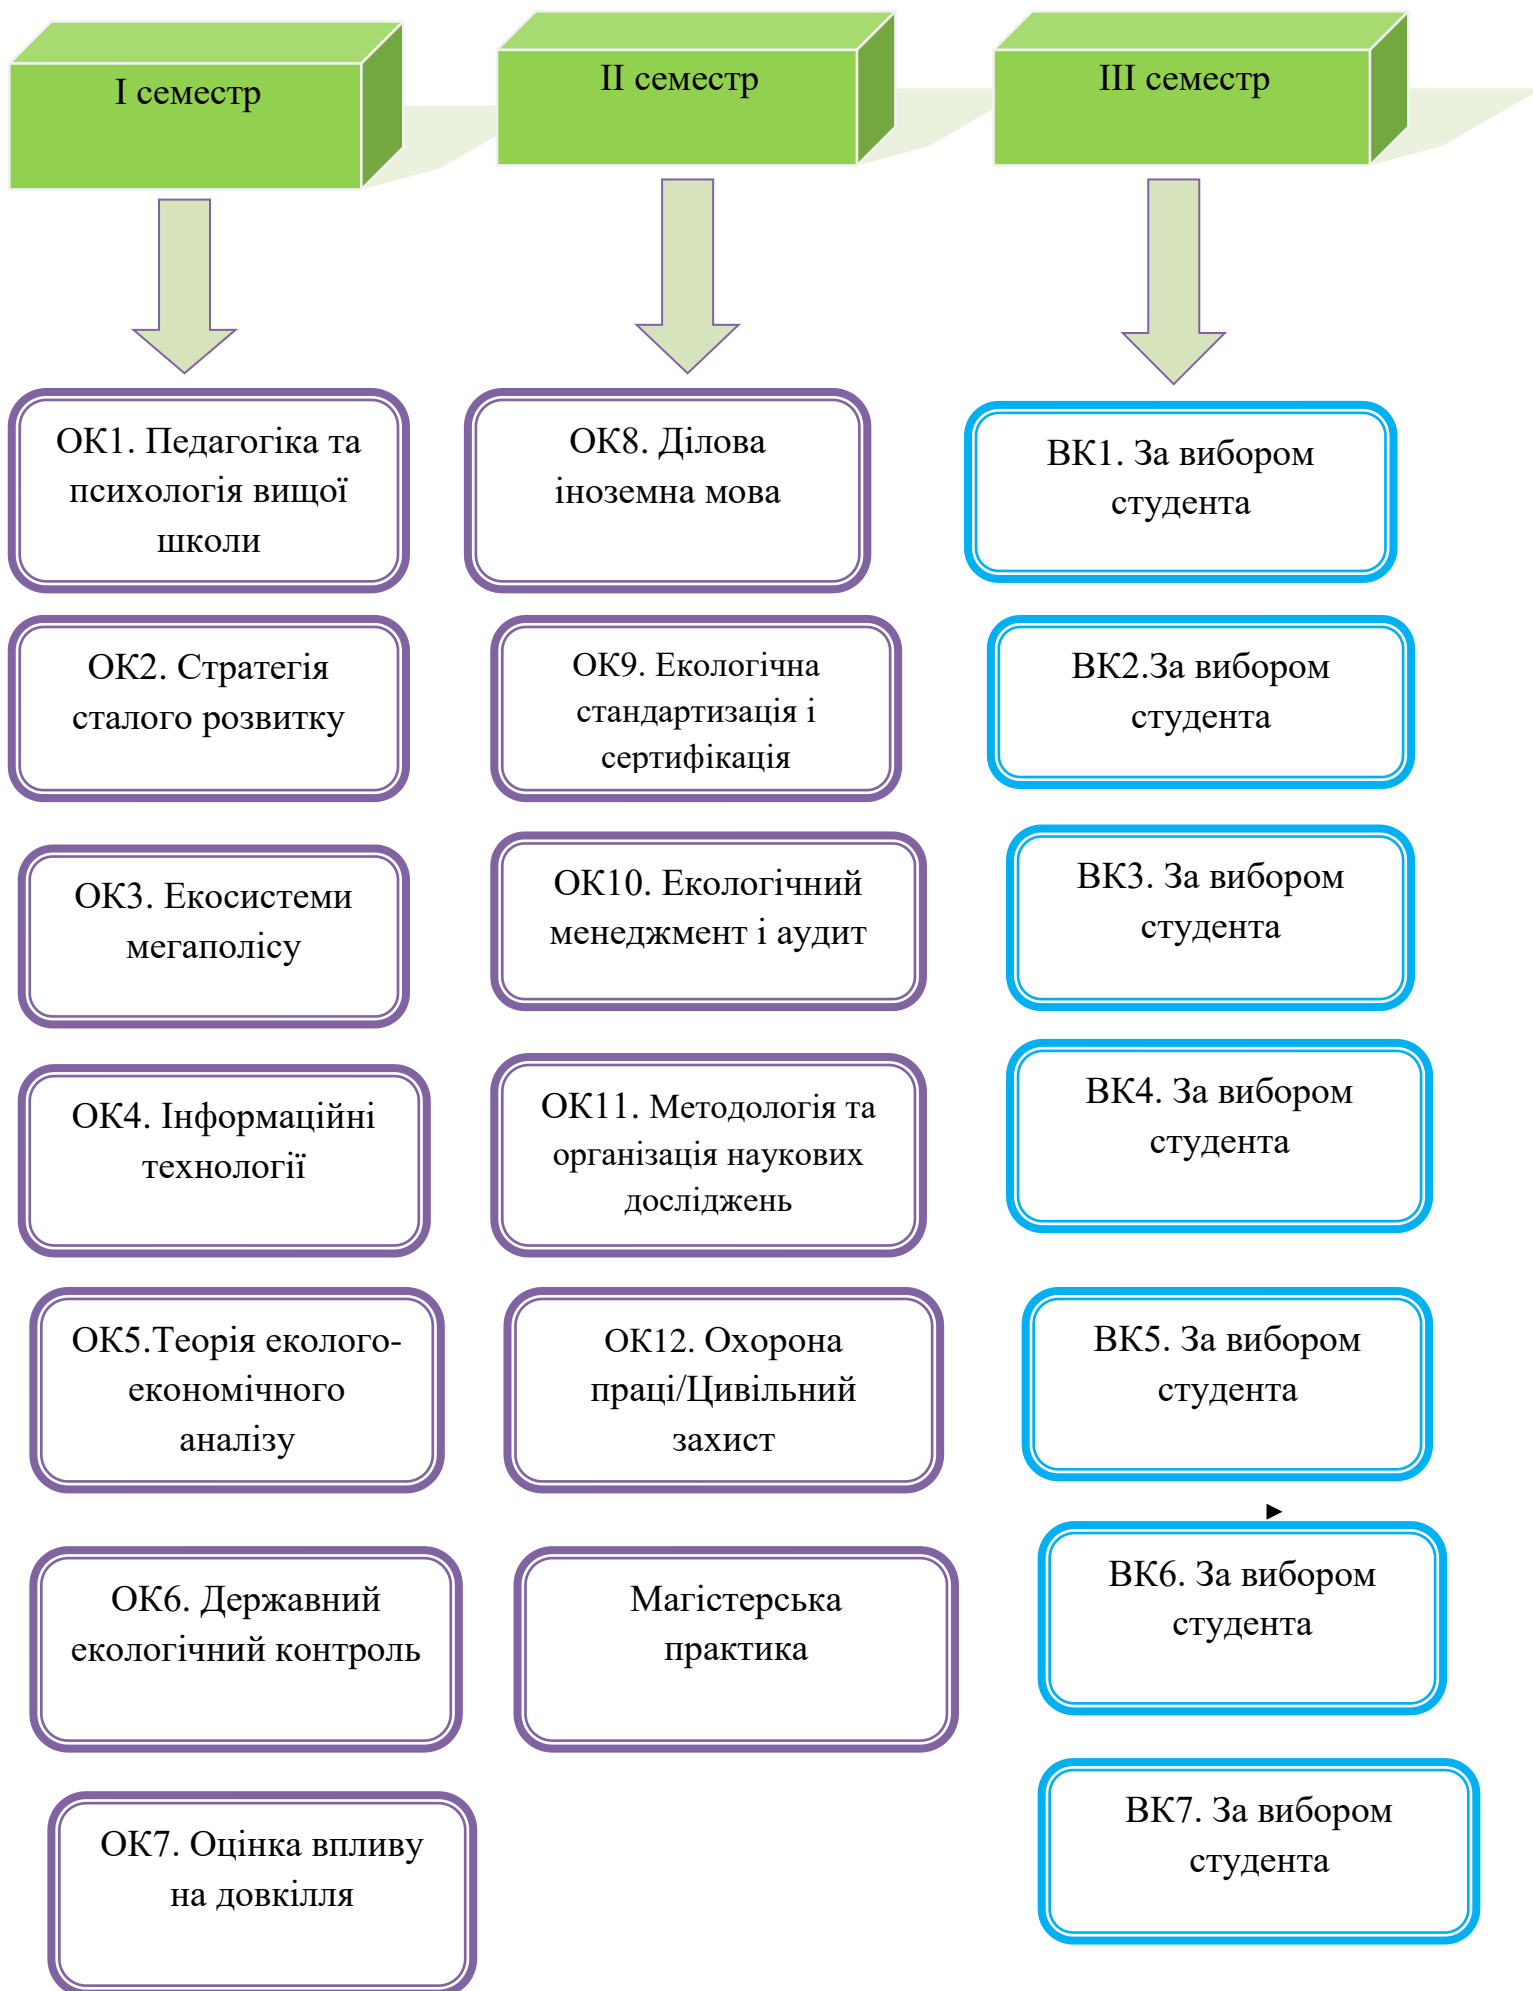 I семестр
II семестр
III семестр
ОК1. Педагогіка та
психологія вищої
школи
ОК2. Стратегія
сталого розвитку
ОК3. Екосистеми
мегаполісу
ОК4. Інформаційні
технології
ОК5.Теорія еколого-
економічного
аналізу
ОК6. Державний
екологічний контроль
ОК7. Оцінка впливу
на довкілля
ОК8. Ділова
іноземна мова
ОК9. Екологічна
стандартизація і
сертифікація
ОК10. Екологічний
менеджмент і аудит
ОК11. Методологія та
організація наукових
досліджень
ОК12. Охорона
праці/Цивільний
захист
Магістерська
практика
ВК1. За вибором
студента
ВК2.За вибором
студента
ВК3. За вибором
студента
ВК4. За вибором
студента
ВК5. За вибором
студента
ВК6. За вибором
студента
ВК7. За вибором
студента